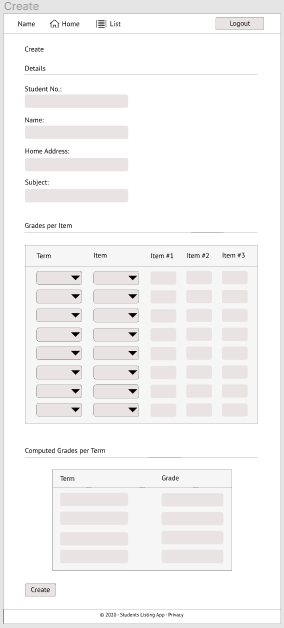 Create
Name Home List Logout
Create
Details
Student No.:
Name:
Home Address:
Subject:
Grades per Item
Term Item Item #1 Item #2 Item #3
Computed Grades per Term
Term Grade
Create
© 2020 - Students Listing App - Privacy